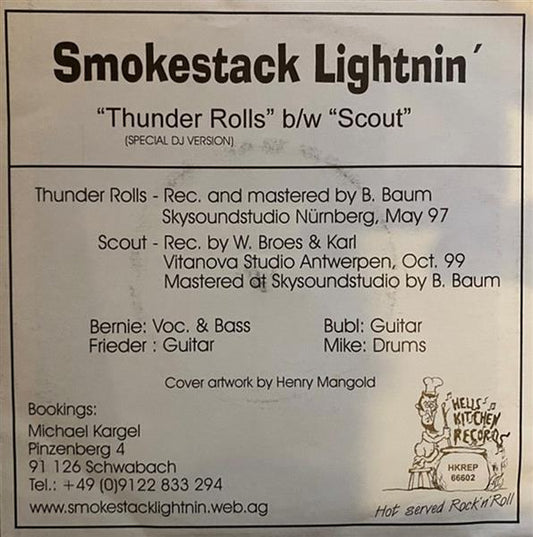 Smokestack Lightnin´
“Thunder Rolls” b/w “Scout”
(SPECIAL DJ VERSION)
Thunder Rolls - Rec. and mastered by B. Baum
Skysoundstudio Nürnberg, May 97
Scout - Rec. by W. Broes & Karl
Vitanova Studio Antwerpen, Oct. 99
Mastered at Skysoundstudio by B. Baum
Bernie: Voc. & Bass
Bubl: Guitar
Frieder : Guitar
Mike: Drums
Cover artwork by Henry Mangold
Bookings:
Michael Kargel
Pinzenberg 4
91 126 Schwabach
Tel.: +49 (0)9122 833 294
www.smokestacklightnin.web.ag
HELLS
KITCHEN
RECORDS
HKREP
66602
Hot served Rock'n'Roll